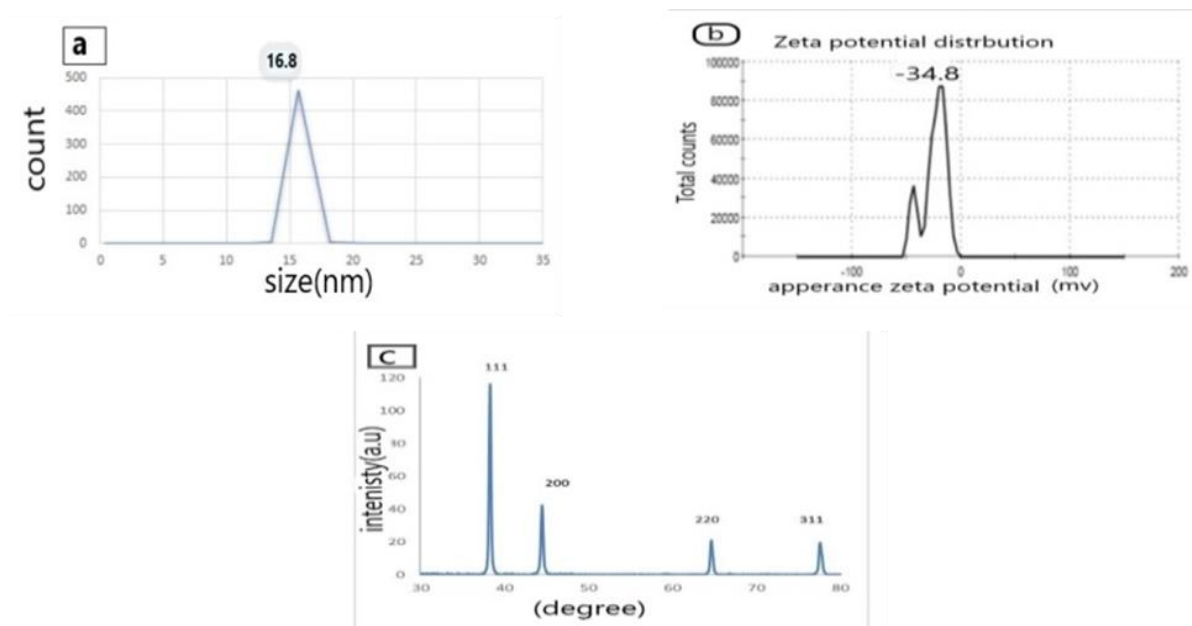 a
16.8
500
400
300
200
100
0
count
0 5 10 15 20 25 30 35
size(nm)
b
Zeta potential distrbution
-34.8
100000
80000
60000
40000
20000
0
Total counts
-100 0 100 200
apperance zeta potential (mv)
C
111
120
100
80
60
40
20
0
intenisty(a.u)
200
220
311
30 40 50 60 70 80
(degree)